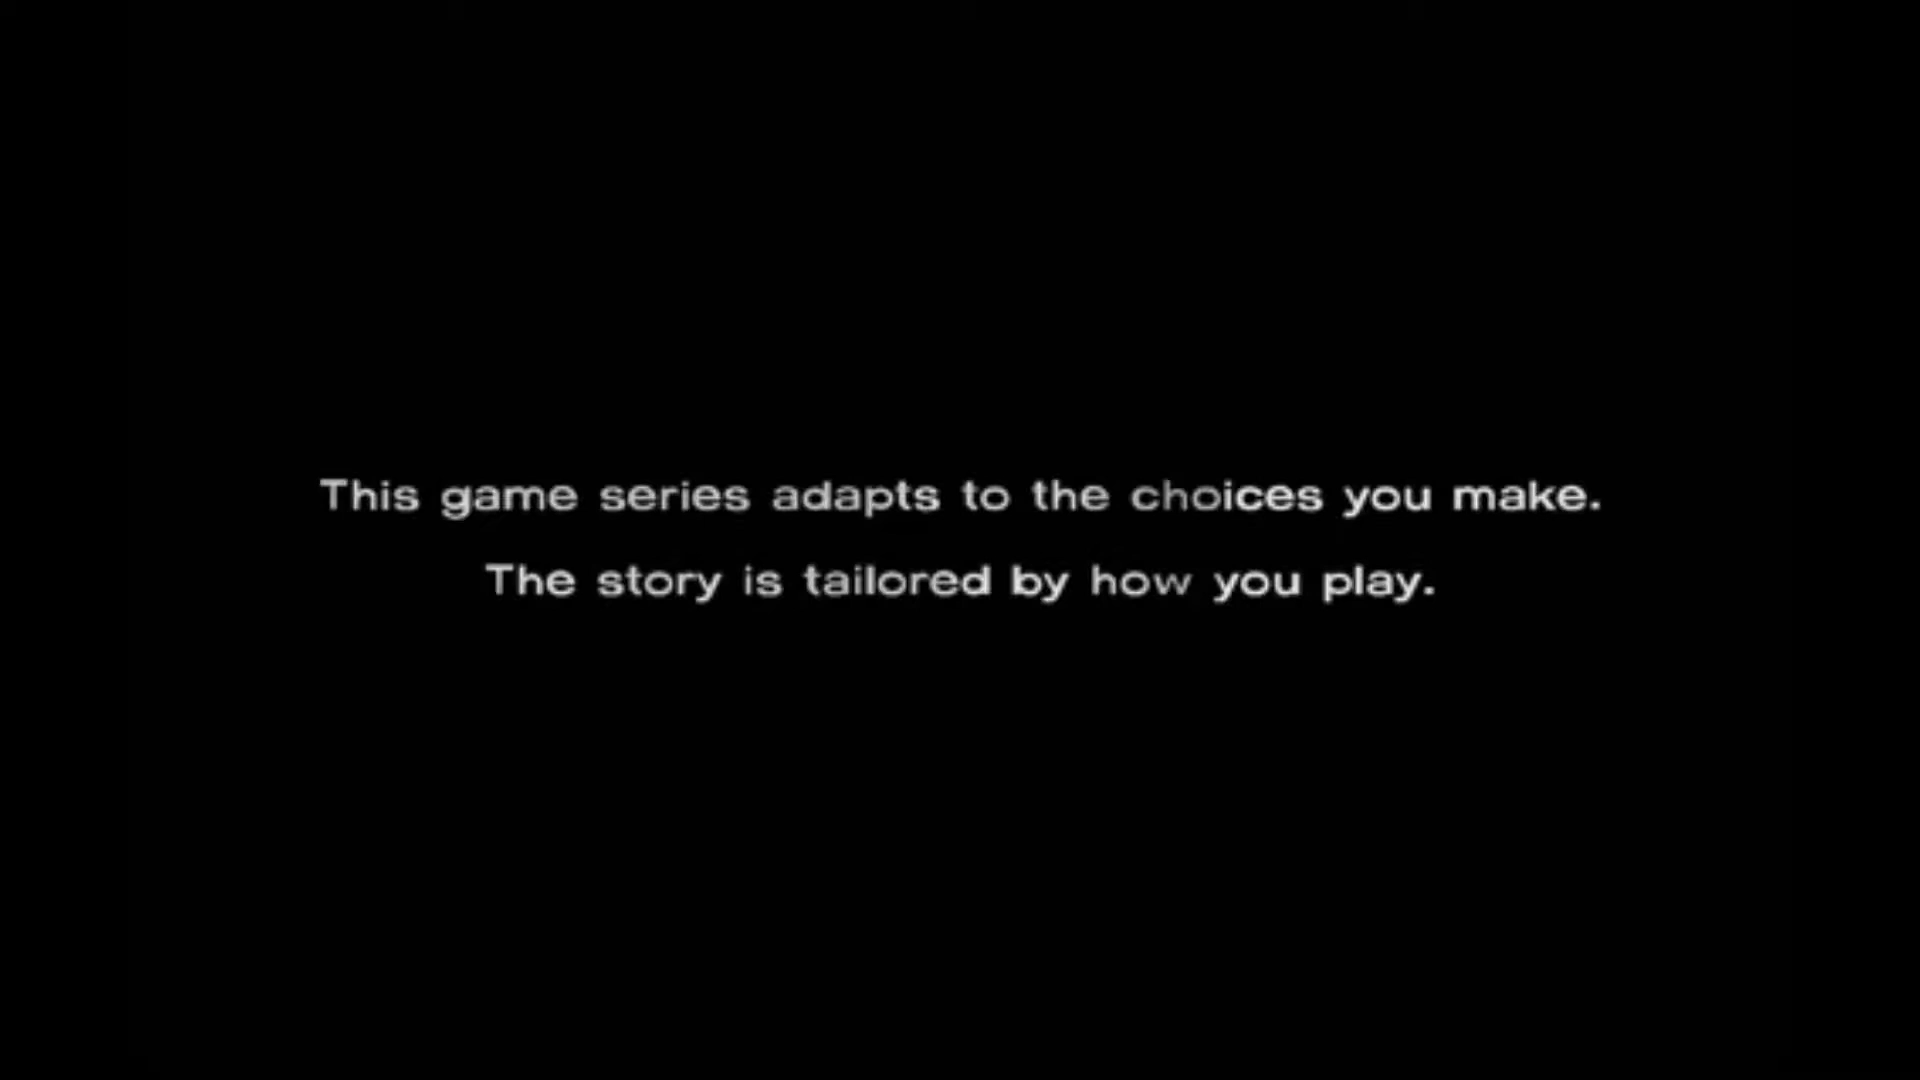 This game series adapts to the choices you make.
The story is tailored by how you play.